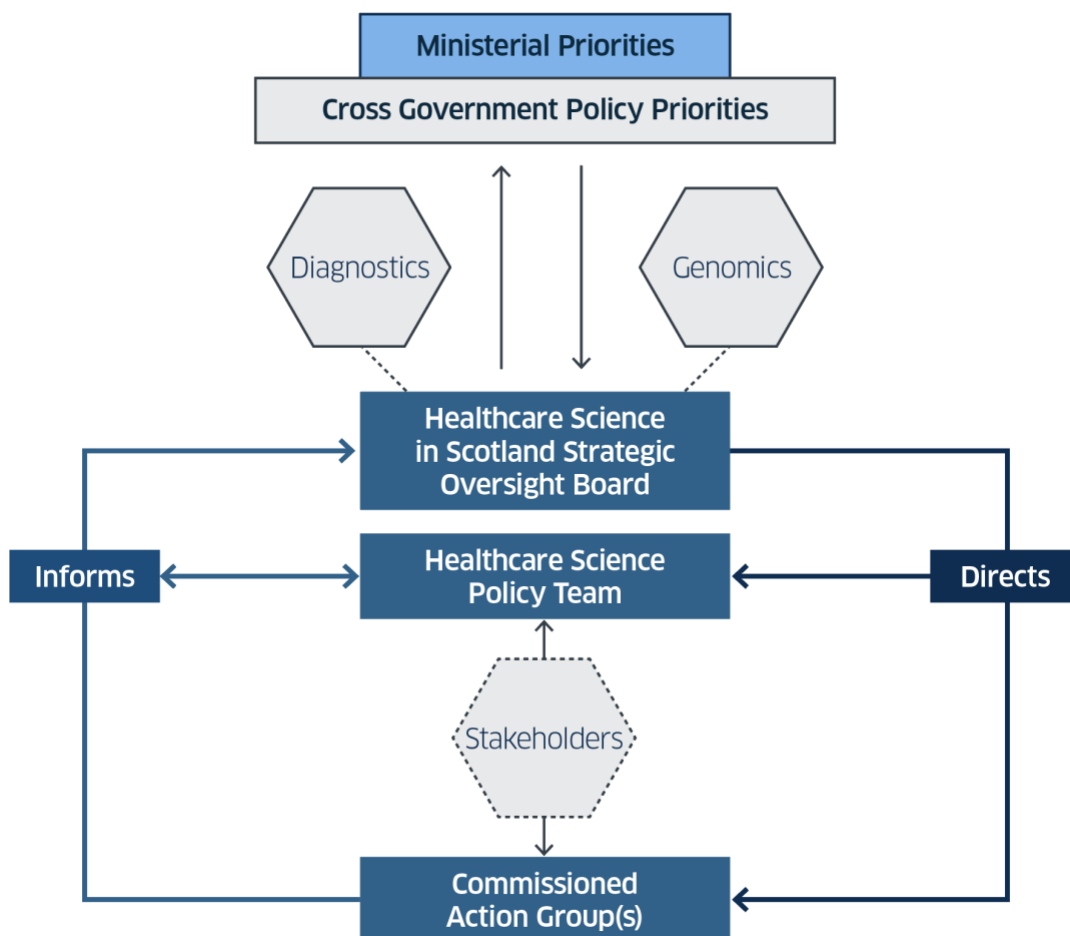 Ministerial Priorities
Cross Government Policy Priorities
Diagnostics
Genomics
Healthcare Science
in Scotland Strategic
Oversight Board
Informs
Healthcare Science
Policy Team
Directs
Stakeholders
Commissioned
Action Group(s)